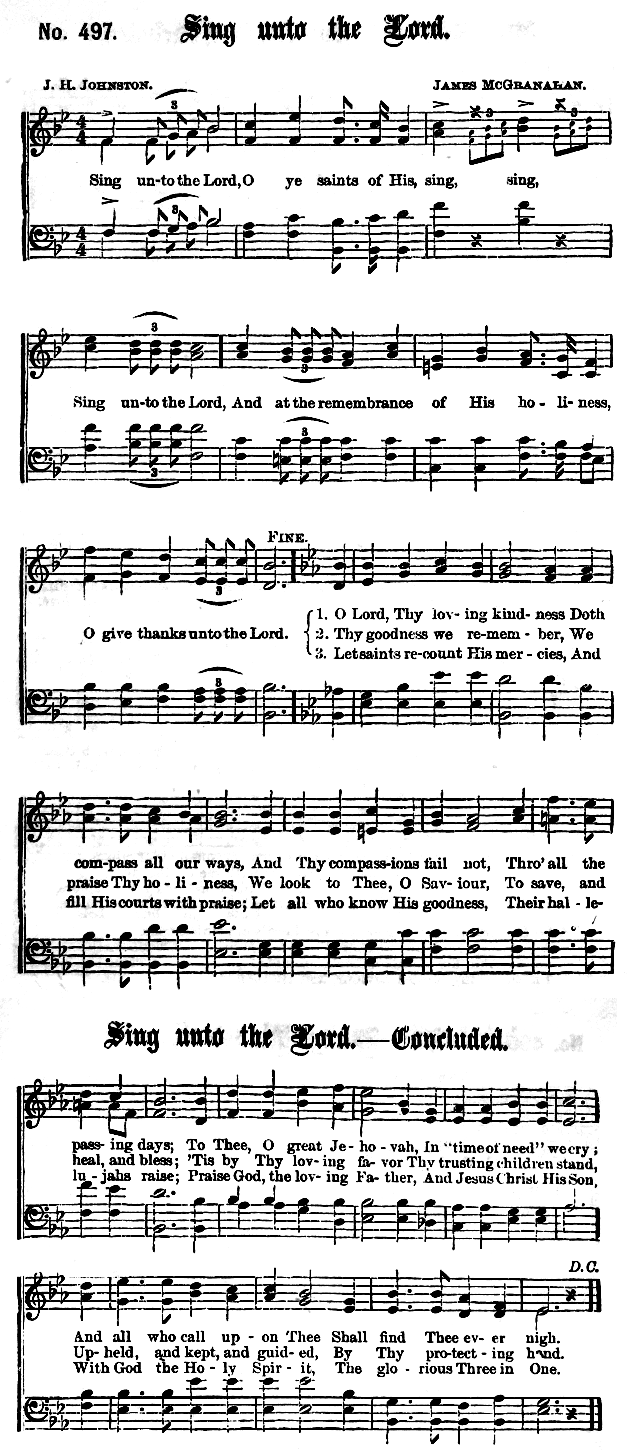 No. 497. Sing unto the Lord.
J. H. JOHNSTON. JAMES MCGRANAHAN.
Sing un-to the Lord, O ye saints of His, sing, sing,
Sing un-to the Lord, And at the remembrance of His ho - li - ness,
FINE.
O give thanks unto the Lord.
1. O Lord, Thy lov - ing kind - ness Doth
2. Thy goodness we re-mem - ber, We
3. Let saints re-count His mer - cies, And
com-pass all our ways, And Thy compass-ions fail not, Thro' all the
praise Thy ho - li - ness, We look to Thee, O Sav - iour, To save, and
fill His courts with praise; Let all who know His goodness, Their hal - le-
Sing unto the Lord.—Concluded.
pass- ing days; To Thee, O great Je - ho - vah, In "time of need" we cry;
heal, and bless; 'Tis by Thy lov- ing fa - vor Thy trusting children stand,
lu - jahs raise; Praise God, the lov - ing Fa - ther, And Jesus Christ His Son,
D.C.
And all who call up - on Thee Shall find Thee ev - er nigh.
Up- held, and kept, and guid - ed, By Thy pro-tect - ing hand.
With God the Ho - ly Spir - it, The glo - rious Three in One.